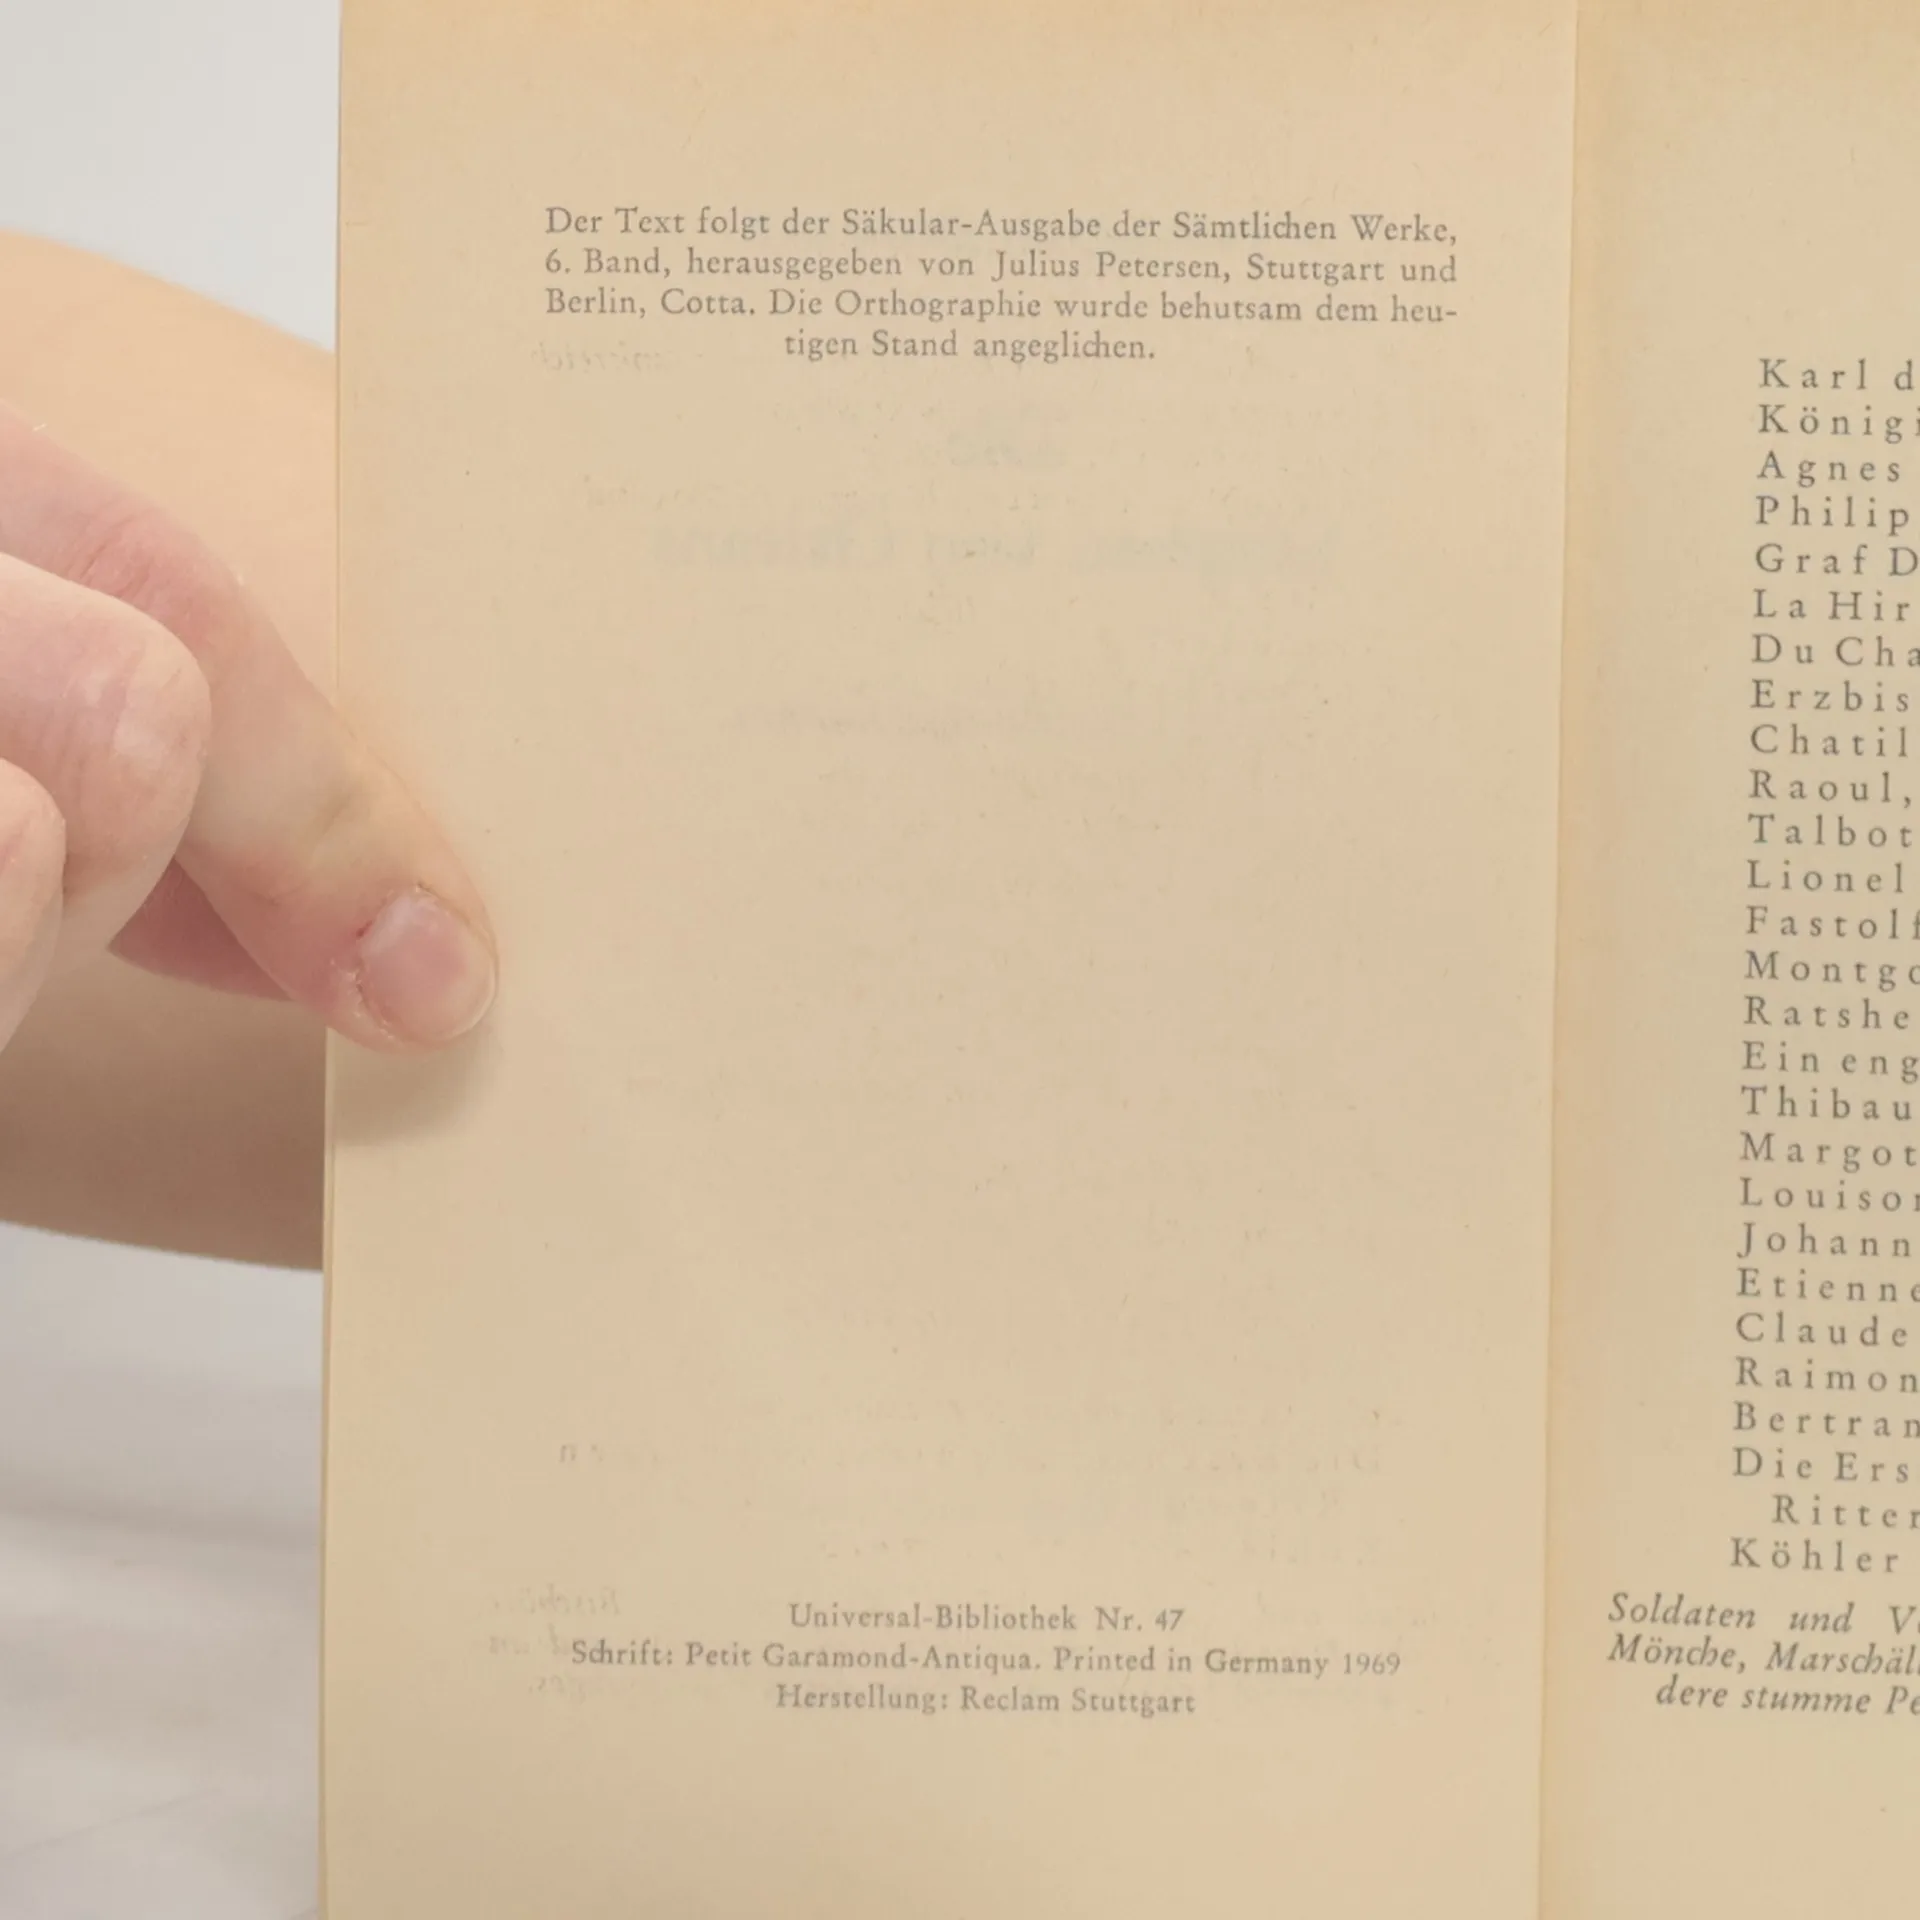 Der Text folgt der Säkular-Ausgabe der Sämtlichen Werke,
6. Band, herausgegeben von Julius Petersen, Stuttgart und
Berlin, Cotta. Die Orthographie wurde behutsam dem heu-
tigen Stand angeglichen.
Universal-Bibliothek Nr. 47
Schrift: Petit Garamond-Antiqua. Printed in Germany 1969
Herstellung: Reclam Stuttgart
Karl d
Königi
Agnes
Philip
Graf D
La Hir
Du Cha
Erzbis
Chatil
Raoul,
Talbot
Lionel
Fastolf
Montgo
Ratshe
Ein eng
Thibau
Margot
Louison
Johann
Etienne
Claude
Raimon
Bertran
Die Ers
Ritter
Köhler
Soldaten und V
Mönche, Marschäll
dere stumme Pe